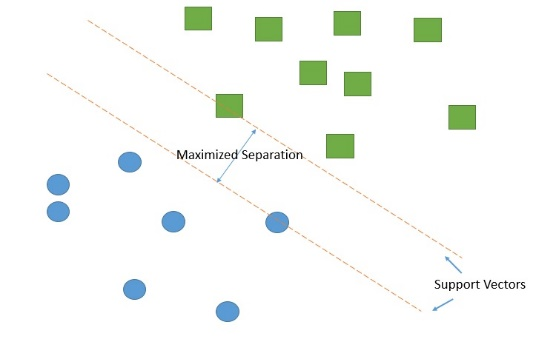 Maximized Separation
Support Vectors